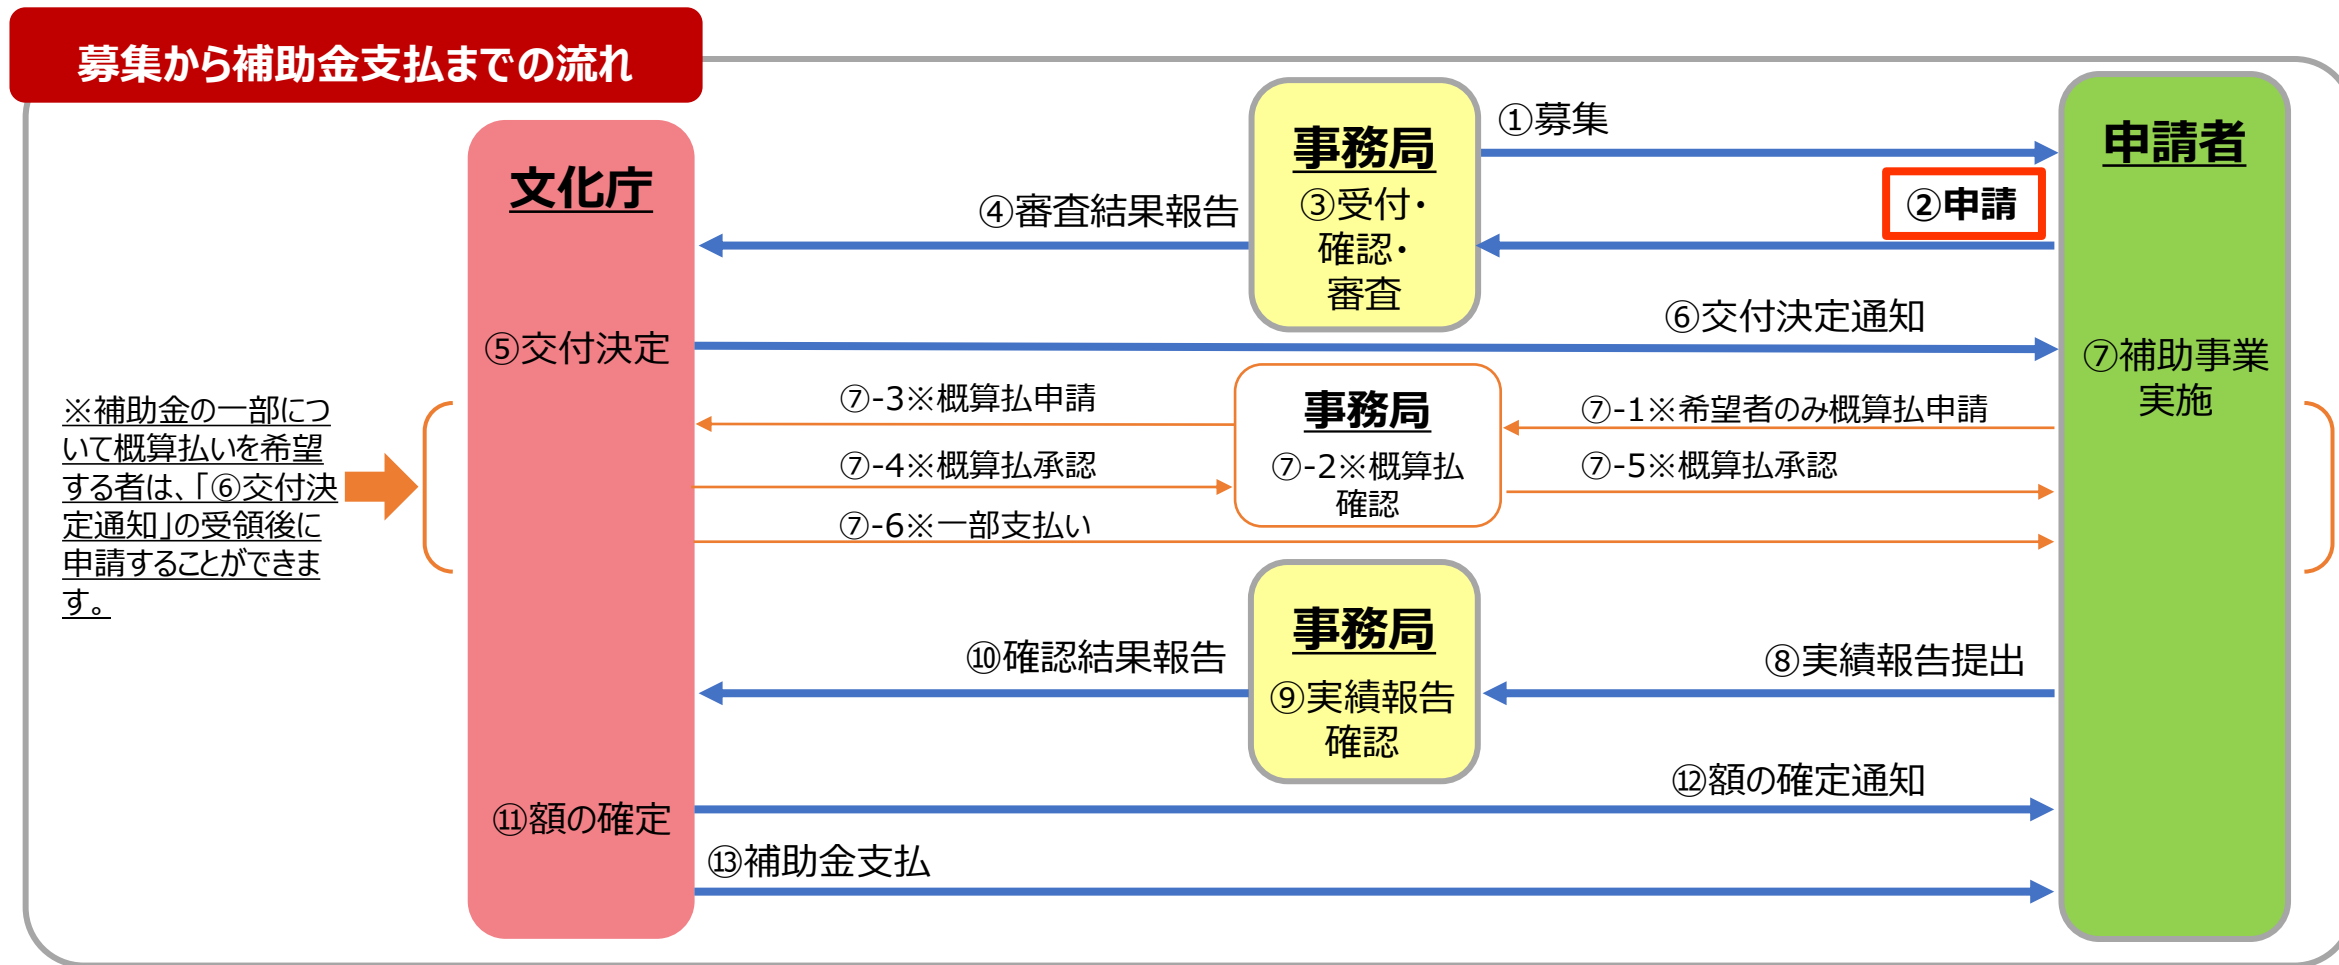 募集から補助金支払までの流れ
文化庁
⑤交付決定
⑪額の確定
事務局
③受付・
確認・
審査
申請者
⑦補助事業
実施
①募集
②申請
④審査結果報告
⑥交付決定通知
※補助金の一部につ
いて概算払いを希望
する者は、「⑥交付決
定通知」の受領後に
申請することができま
す。
⑦-3※概算払申請
⑦-4※概算払承認
⑦-6※一部支払い
事務局
⑦-2※概算払
確認
⑦-1※希望者のみ概算払申請
⑦-5※概算払承認
事務局
⑨実績報告
確認
⑩確認結果報告
⑧実績報告提出
⑫額の確定通知
⑬補助金支払